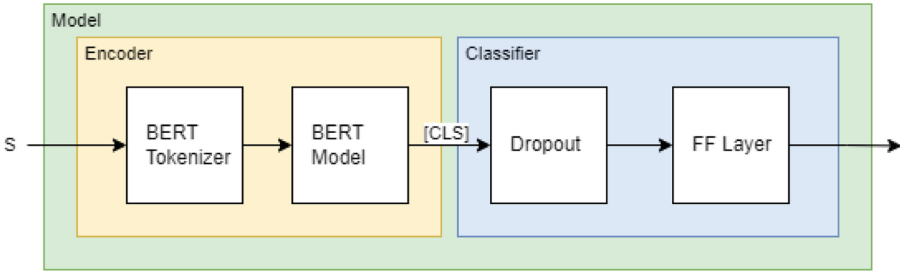 Model
Encoder
Classifier
S
BERT
Tokenizer
BERT
Model
[CLS]
Dropout
FF Layer